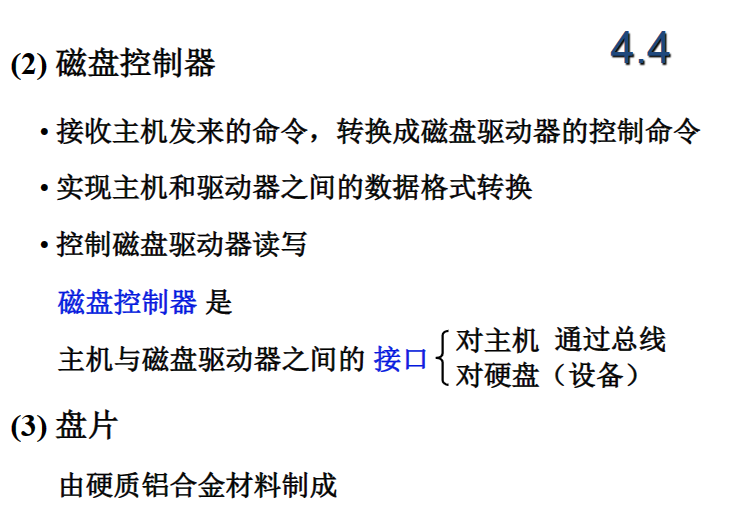 4.4
(2) 磁盘控制器
• 接收主机发来的命令，转换成磁盘驱动器的控制命令
• 实现主机和驱动器之间的数据格式转换
• 控制磁盘驱动器读写
磁盘控制器 是
主机与磁盘驱动器之间的 接口
对主机 通过总线
对硬盘（设备）
(3) 盘片
由硬质铝合金材料制成